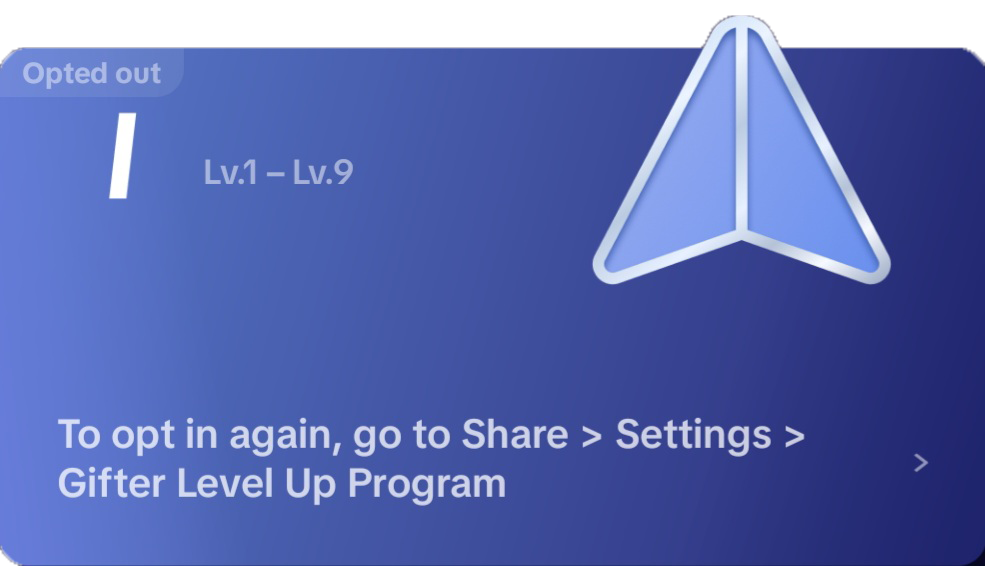 Opted out
I Lv.1 – Lv.9
To opt in again, go to Share > Settings >
Gifter Level Up Program